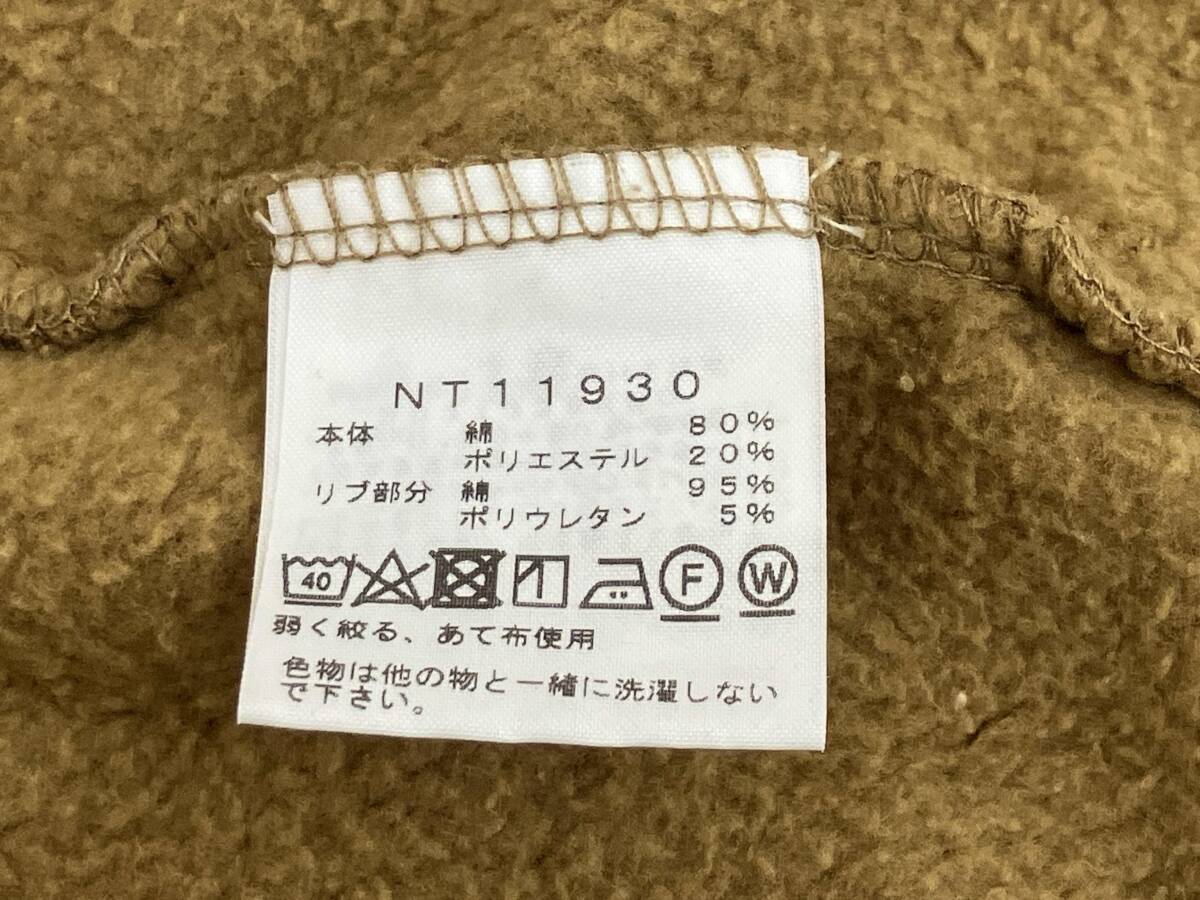 NT11930
本体 綿 80%
ポリエステル 20%
リブ部分 綿 95%
ポリウレタン 5%
40 F W
弱く絞る、あて布使用
色物は他の物と一緒に洗濯しない
で下さい。